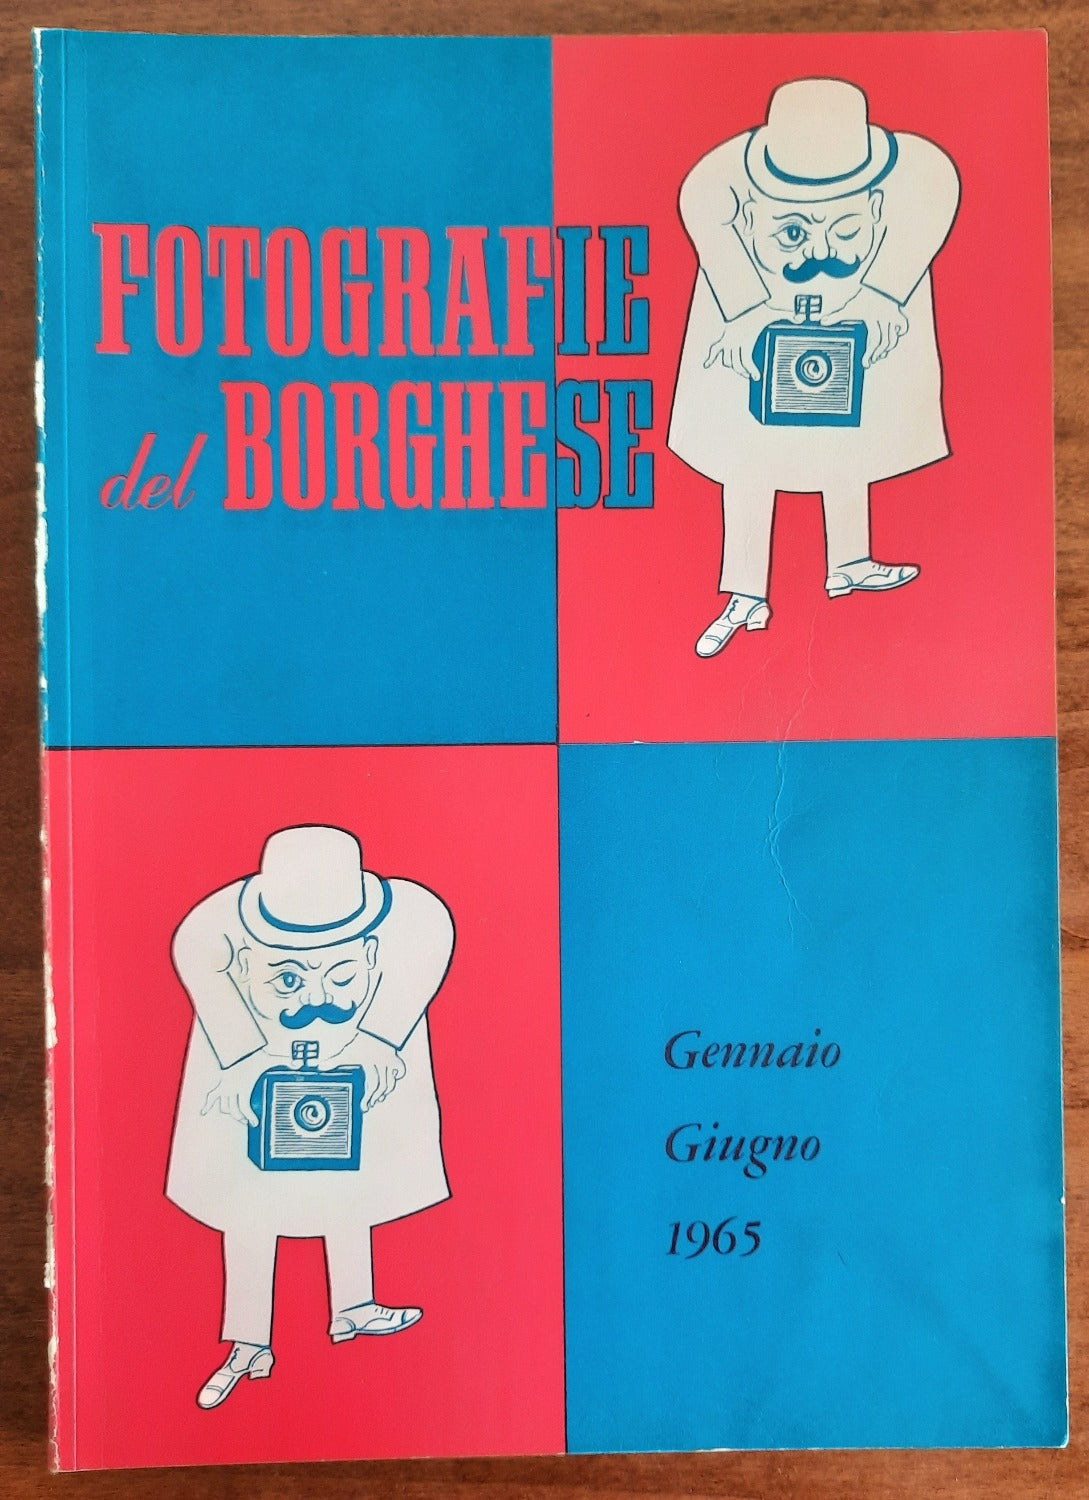 FOTOGRAFIE
del BORGHESE
Gennaio
Giugno
1965